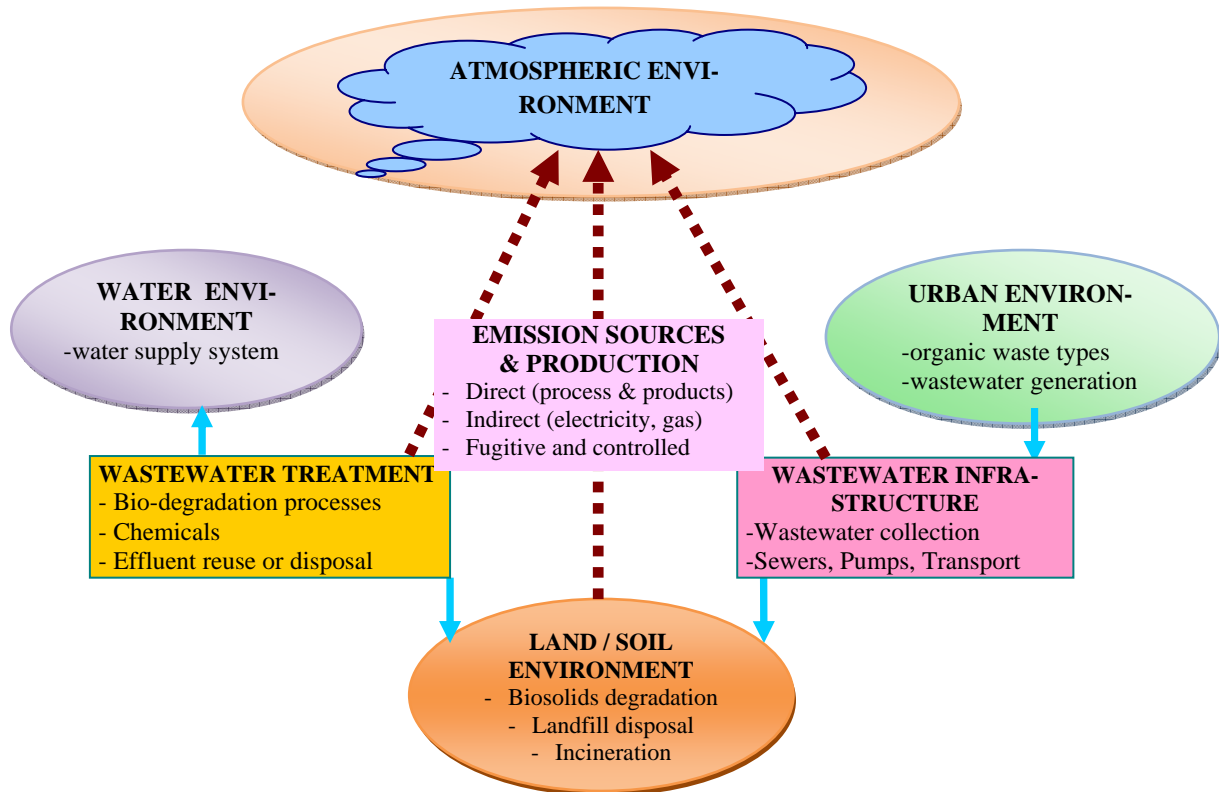 ATMOSPHERIC ENVI-
RONMENT
WATER ENVI-
RONMENT
-water supply system
URBAN ENVIRON-
MENT
-organic waste types
-wastewater generation
EMISSION SOURCES
& PRODUCTION
- Direct (process & products)
- Indirect (electricity, gas)
- Fugitive and controlled
WASTEWATER TREATMENT
- Bio-degradation processes
- Chemicals
- Effluent reuse or disposal
WASTEWATER INFRA-
STRUCTURE
-Wastewater collection
-Sewers, Pumps, Transport
LAND / SOIL
ENVIRONMENT
- Biosolids degradation
- Landfill disposal
- Incineration